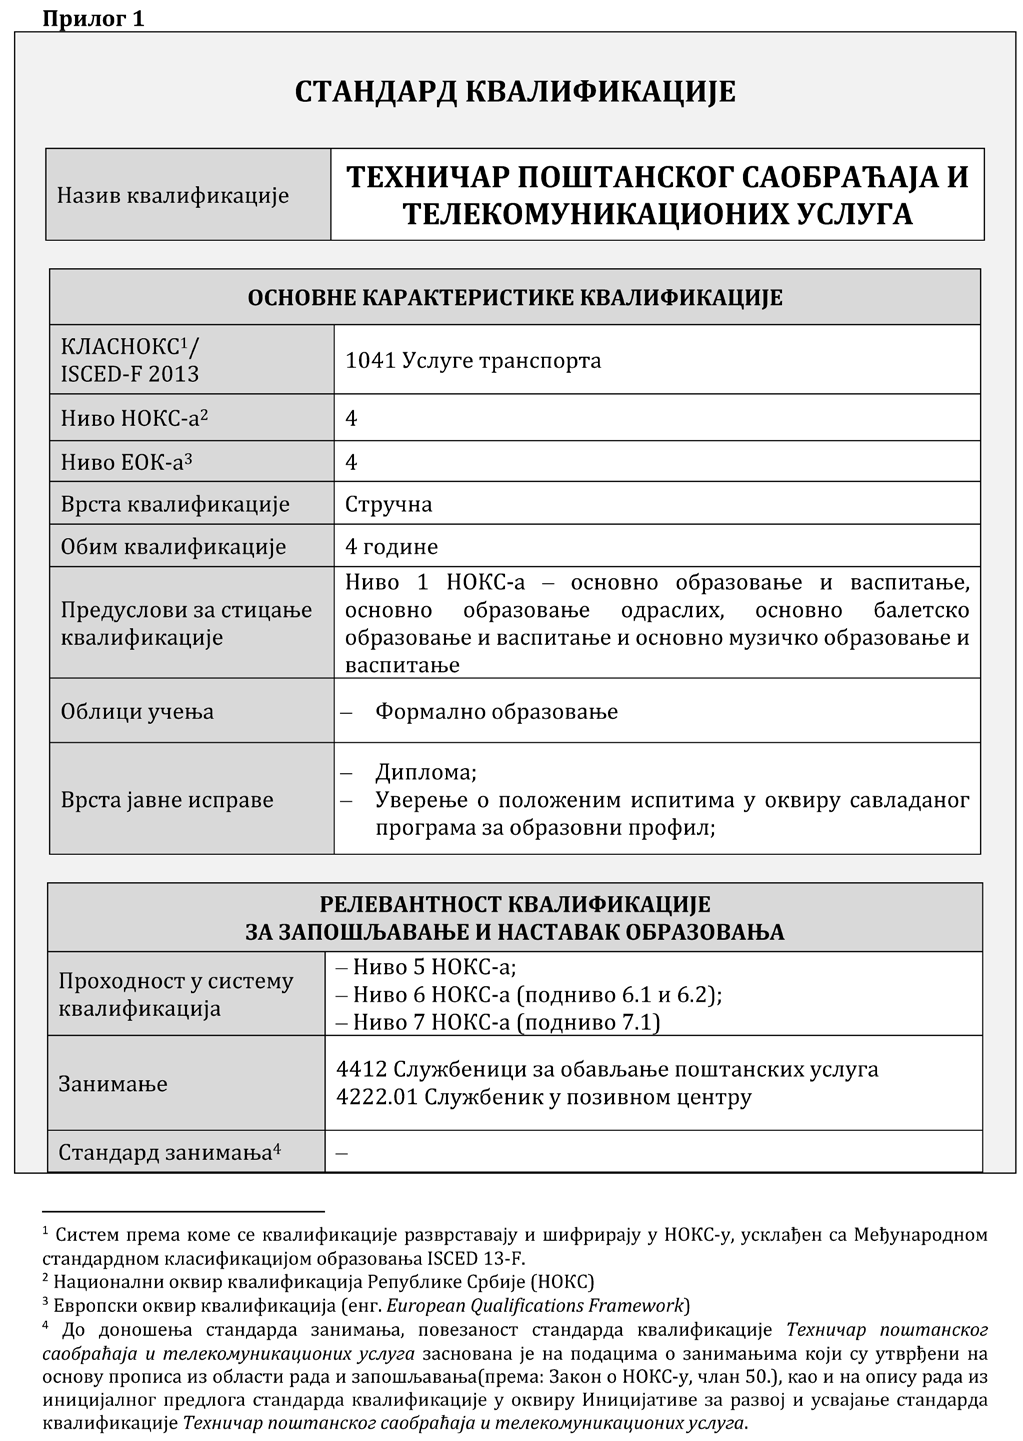 Прилог 1
СТАНДАРД КВАЛИФИКАЦИЈЕ
Назив квалификације
ТЕХНИЧАР ПОШТАНСКОГ САОБРАЋАЈА И
ТЕЛЕКОМУНИКАЦИОНИХ УСЛУГА
ОСНОВНЕ КАРАКТЕРИСТИКЕ КВАЛИФИКАЦИЈЕ
КЛАСНОКС¹/
ISCED-F 2013
1041 Услуге транспорта
Ниво НОКС-а²
4
Ниво ЕОК-а³
4
Врста квалификације
Стручна
Обим квалификације
4 године
Предуслови за стицање
квалификације
Ниво 1 НОКС-а – основно образовање и васпитање,
основно образовање одраслих, основно балетско
образовање и васпитање и основно музичко образовање и
васпитање
Облици учења
– Формално образовање
Врста јавне исправе
– Диплома;
– Уверење о положеним испитима у оквиру савладаног
програма за образовни профил;
РЕЛЕВАНТНОСТ КВАЛИФИКАЦИЈЕ
ЗА ЗАПОШЉАВАЊЕ И НАСТАВАК ОБРАЗОВАЊА
Проходност у систему
квалификација
– Ниво 5 НОКС-а;
– Ниво 6 НОКС-а (подниво 6.1 и 6.2);
– Ниво 7 НОКС-а (подниво 7.1)
Занимање
4412 Службеници за обављање поштанских услуга
4222.01 Службеник у позивном центру
Стандард занимања⁴
–
¹ Систем према коме се квалификације разврставају и шифрирају у НОКС-у, усклађен са Међународном
стандардном класификацијом образовања ISCED 13-F.
² Национални оквир квалификација Републике Србије (НОКС)
³ Европски оквир квалификација (енг. European Qualifications Framework)
⁴ До доношења стандарда занимања, повезаност стандарда квалификације Техничар поштанског
саобраћаја и телекомуникационих услуга заснована је на подацима о занимањима који су утврђени на
основу прописа из области рада и запошљавања(према: Закон о НОКС-у, члан 50.), као и на опису рада из
иницијалног предлога стандарда квалификације у оквиру Иницијативе за развој и усвајање стандарда
квалификације Техничар поштанског саобраћаја и телекомуникационих услуга.